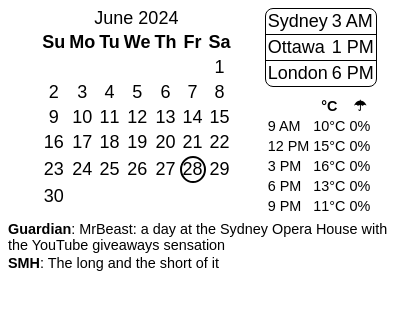 June 2024
Su Mo Tu We Th Fr Sa
1
2 3 4 5 6 7 8
9 10 11 12 13 14 15
16 17 18 19 20 21 22
23 24 25 26 27 28 29
30
Sydney 3 AM
Ottawa 1 PM
London 6 PM
°C ☂
9 AM 10°C 0%
12 PM 15°C 0%
3 PM 16°C 0%
6 PM 13°C 0%
9 PM 11°C 0%
Guardian: MrBeast: a day at the Sydney Opera House with
the YouTube giveaways sensation
SMH: The long and the short of it